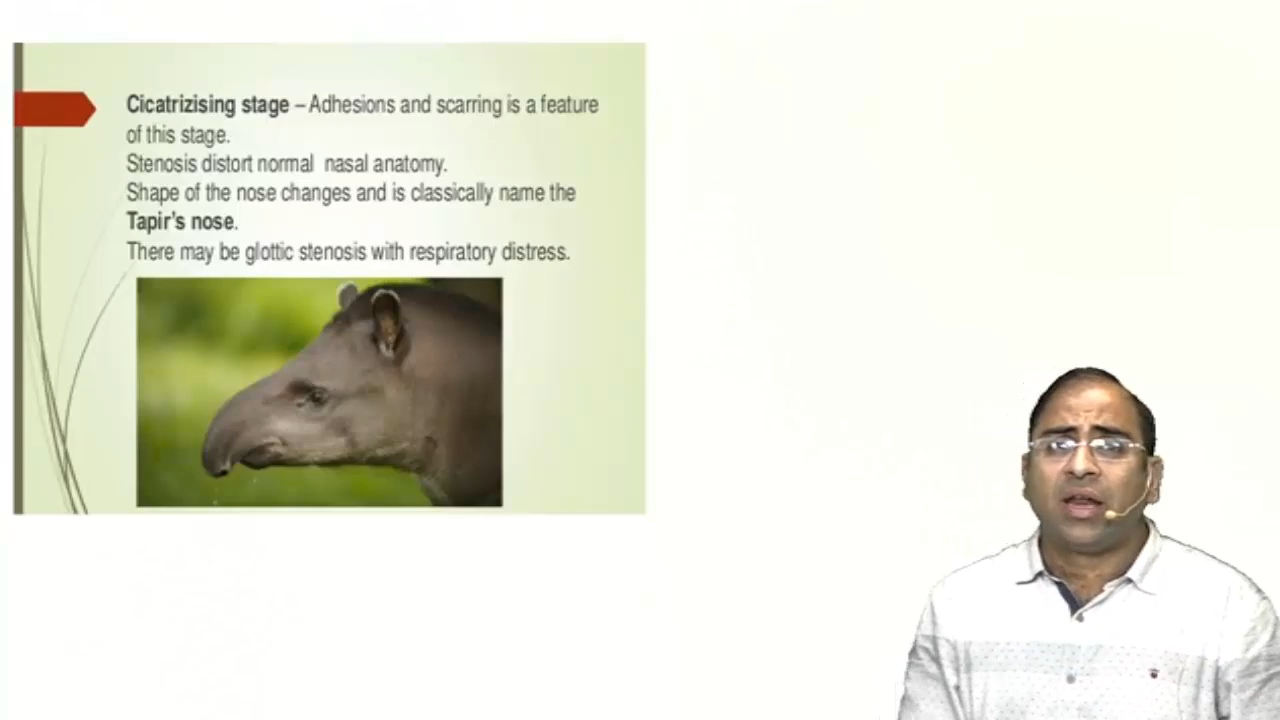 Cicatrizising stage – Adhesions and scarring is a feature
of this stage.
Stenosis distort normal nasal anatomy.
Shape of the nose changes and is classically name the
Tapir's nose.
There may be glottic stenosis with respiratory distress.